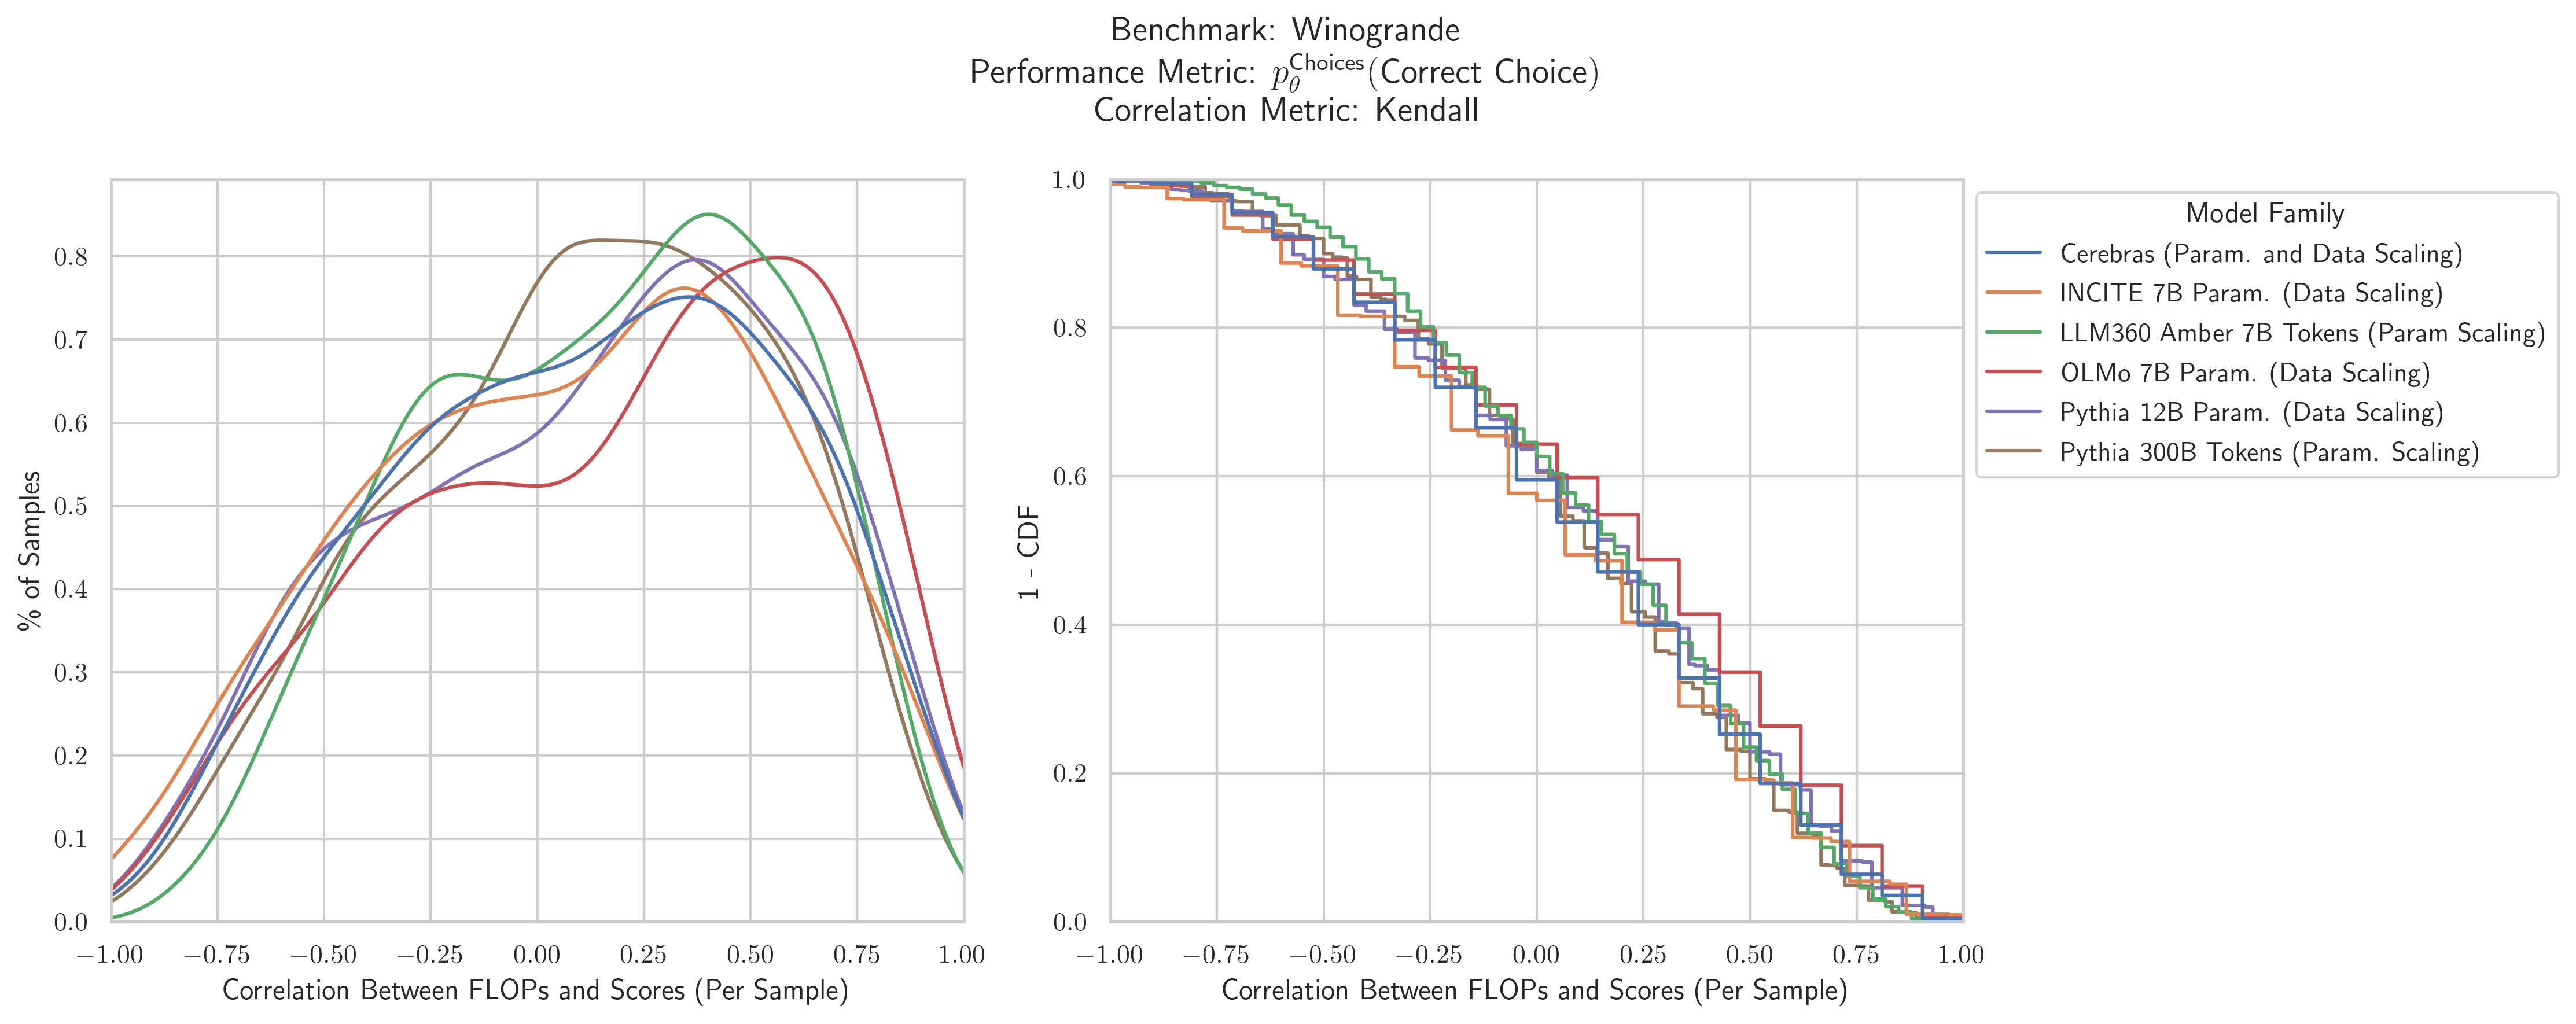 Benchmark: Winogrande
Performance Metric: p_θ^Choices(Correct Choice)
Correlation Metric: Kendall
% of Samples
0.8
0.7
0.6
0.5
0.4
0.3
0.2
0.1
0.0
−1.00 −0.75 −0.50 −0.25 0.00 0.25 0.50 0.75 1.00
Correlation Between FLOPs and Scores (Per Sample)
1 - CDF
1.0
0.8
0.6
0.4
0.2
0.0
−1.00 −0.75 −0.50 −0.25 0.00 0.25 0.50 0.75 1.00
Correlation Between FLOPs and Scores (Per Sample)
Model Family
Cerebras (Param. and Data Scaling)
INCITE 7B Param. (Data Scaling)
LLM360 Amber 7B Tokens (Param Scaling)
OLMo 7B Param. (Data Scaling)
Pythia 12B Param. (Data Scaling)
Pythia 300B Tokens (Param. Scaling)